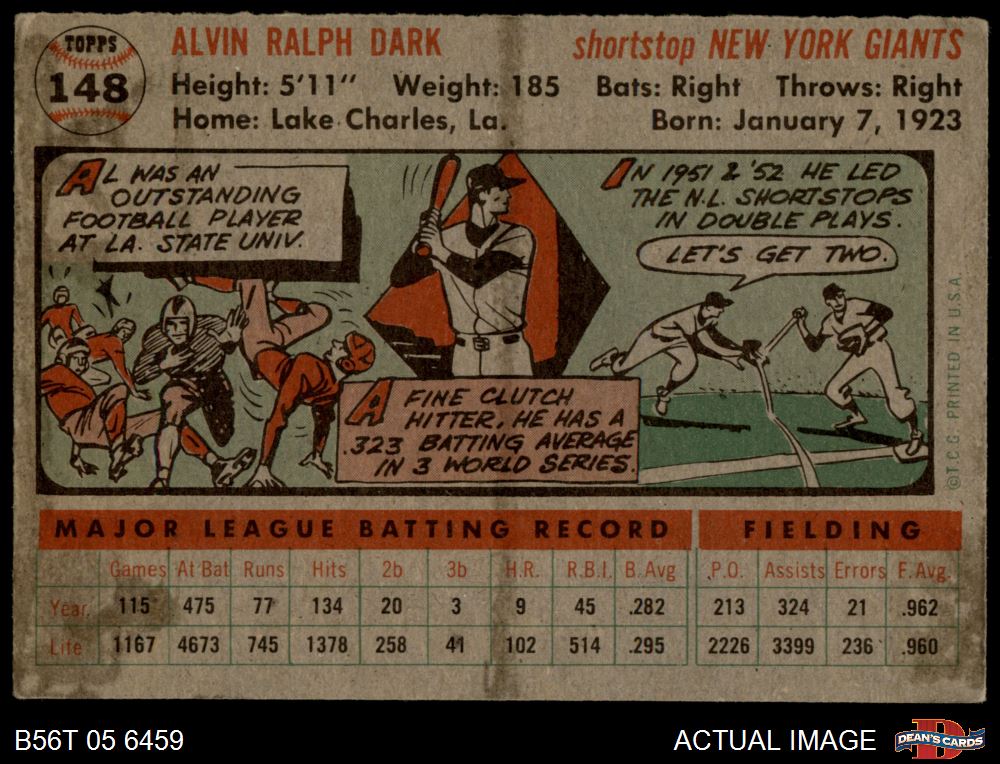 TOPPS
148
ALVIN RALPH DARK shortstop NEW YORK GIANTS
Height: 5'11" Weight: 185 Bats: Right Throws: Right
Home: Lake Charles, La. Born: January 7, 1923
AL WAS AN
OUTSTANDING
FOOTBALL PLAYER
AT LA. STATE UNIV.
A FINE CLUTCH
HITTER, HE HAS A
.323 BATTING AVERAGE
IN 3 WORLD SERIES.
IN 1951 & '52 HE LED
THE N.L. SHORTSTOPS
IN DOUBLE PLAYS.
LET'S GET TWO.
©T.C.G. PRINTED IN U.S.A.
MAJOR LEAGUE BATTING RECORD FIELDING
Games At Bat Runs Hits 2b 3b H.R. R.B.I. B. Avg P.O. Assists Errors F. Avg.
Year 115 475 77 134 20 3 9 45 .282 213 324 21 .962
Life 1167 4673 745 1378 258 41 102 514 .295 2226 3399 236 .960
B56T 05 6459 ACTUAL IMAGE DEAN'S CARDS